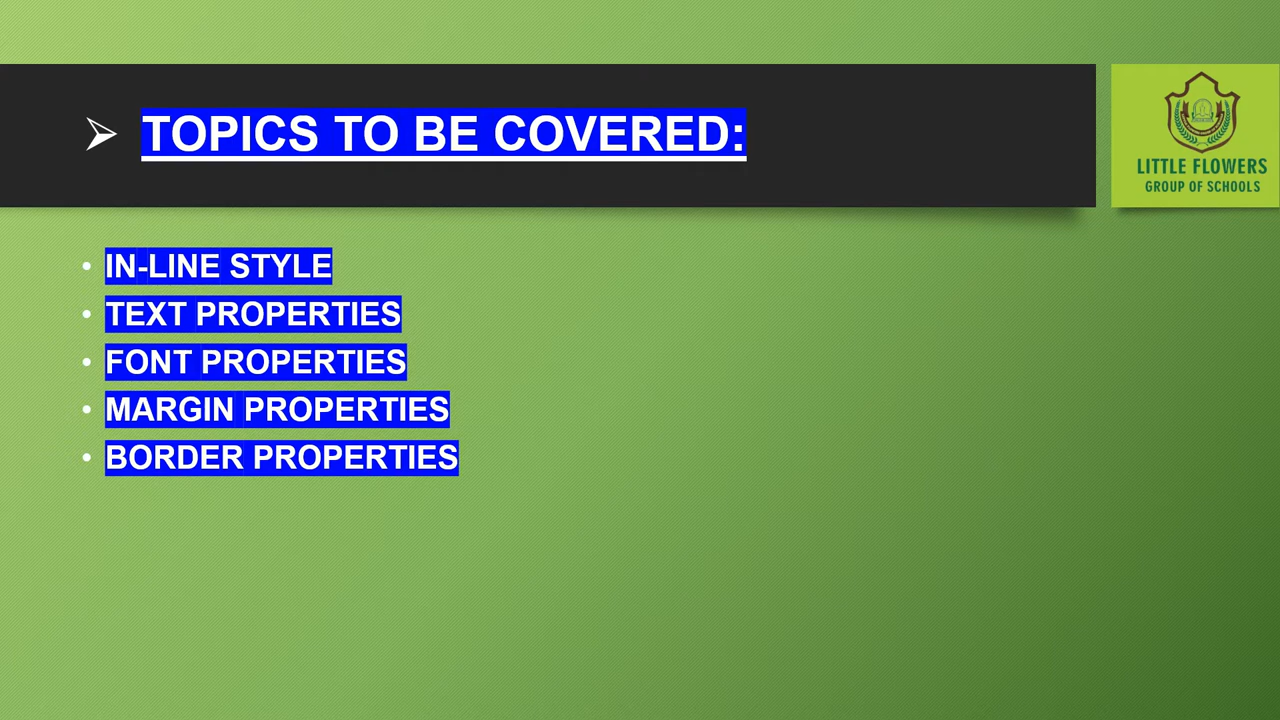 TOPICS TO BE COVERED:
LITTLE FLOWERS
GROUP OF SCHOOLS
• IN-LINE STYLE
• TEXT PROPERTIES
• FONT PROPERTIES
• MARGIN PROPERTIES
• BORDER PROPERTIES